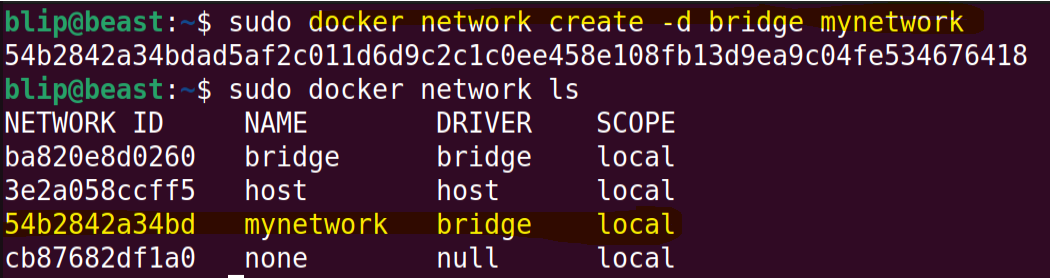 blip@beast:~$ sudo docker network create -d bridge mynetwork
54b2842a34bdad5af2c011d6d9c2c1c0ee458e108fb13d9ea9c04fe534676418
blip@beast:~$ sudo docker network ls
NETWORK ID     NAME        DRIVER    SCOPE
ba820e8d0260   bridge      bridge    local
3e2a058ccff5   host        host      local
54b2842a34bd   mynetwork   bridge    local
cb87682df1a0   none        null      local